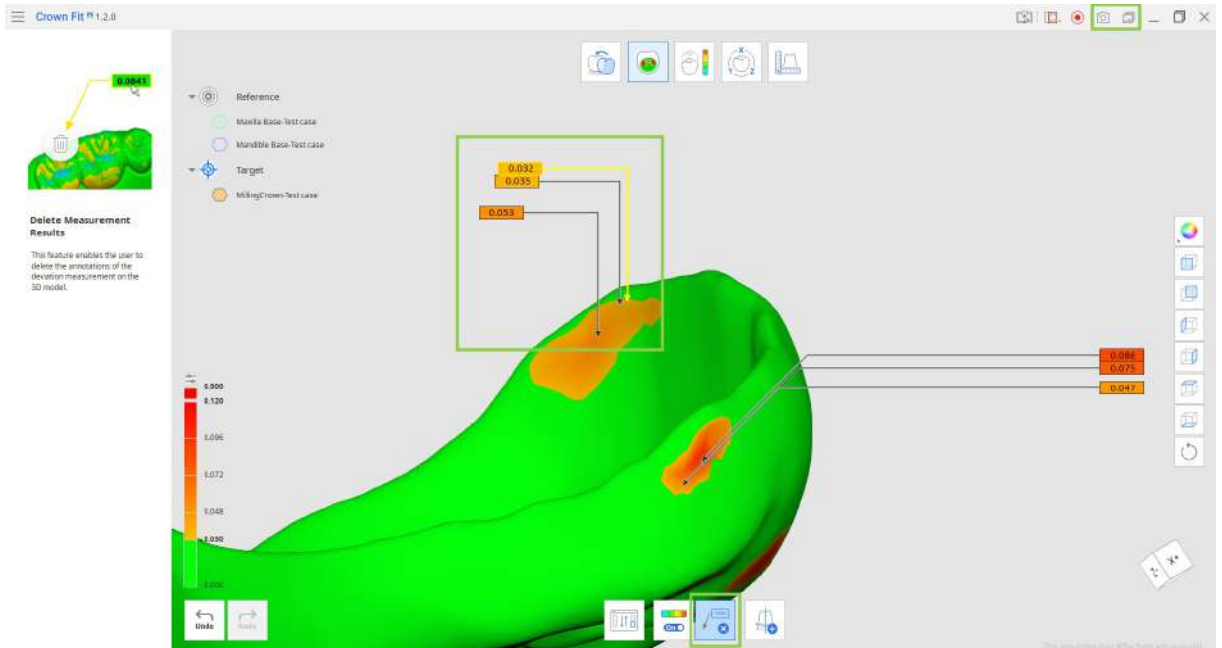 Crown Fit 1.2.0
0.0841
Delete Measurement
Results
This feature enables the user to
delete the annotations of the
deviation measurement on the
3D model.
Reference
Maxilla Base-Test case
Mandible Base-Test case
Target
MillingCrown-Test case
0.032
0.035
0.053
0.086
0.075
0.047
0.900
0.120
0.096
0.072
0.048
0.030
0.000
X
Y
Z
Undo
Redo
On
Z-
X+